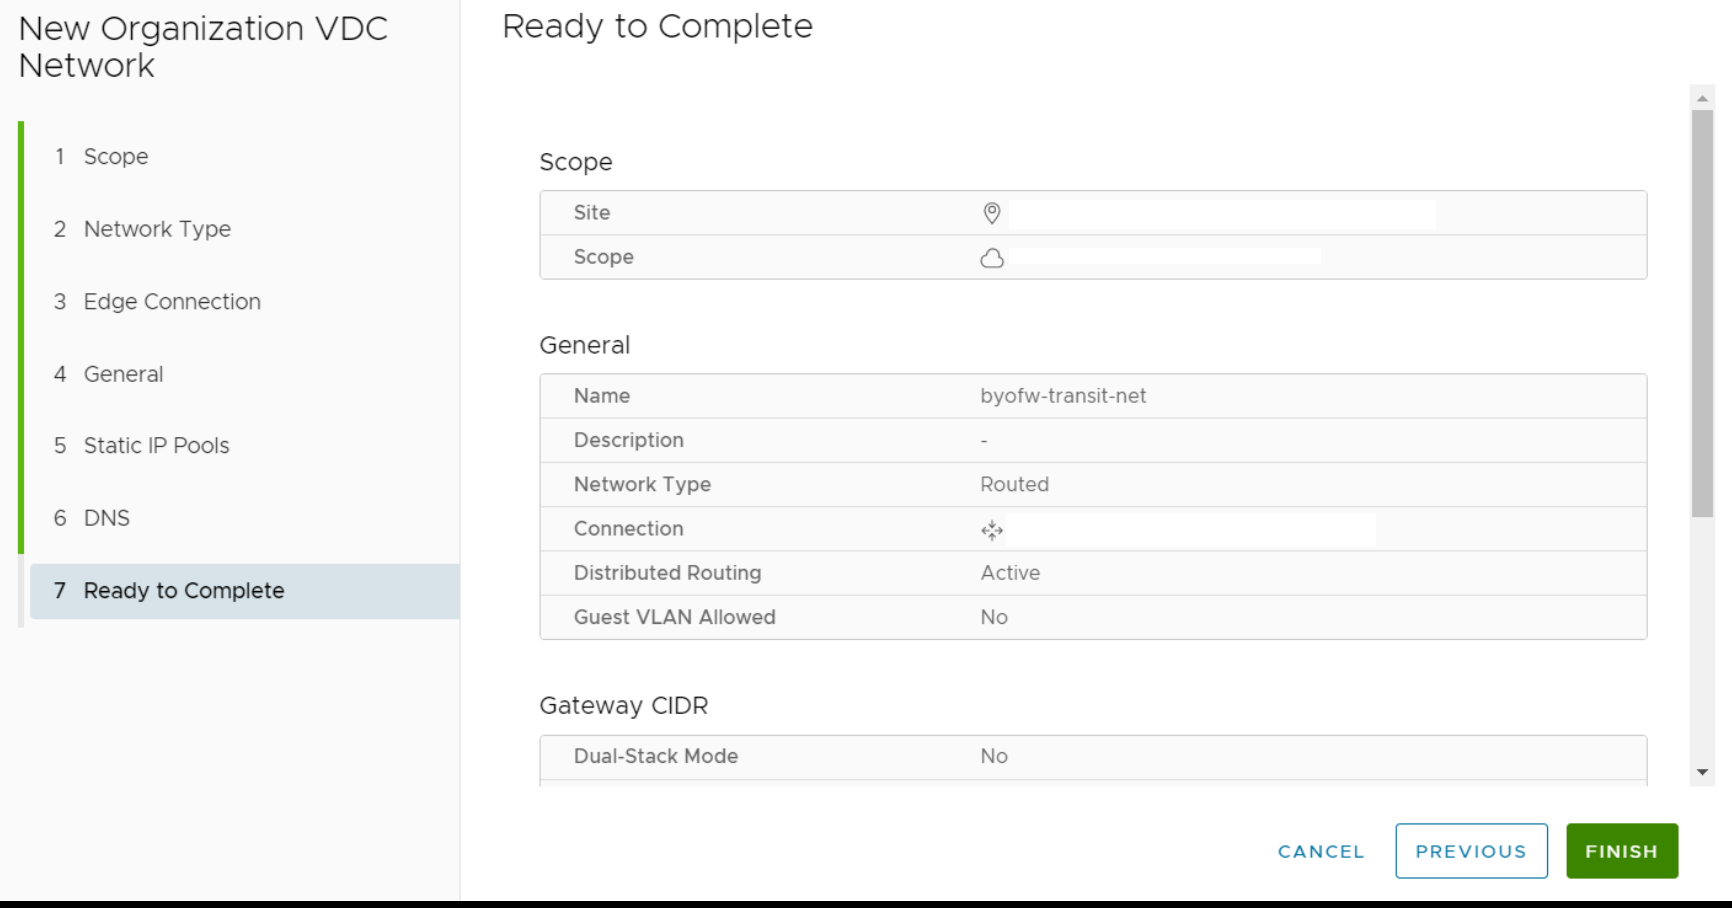 New Organization VDC
Network
1 Scope
2 Network Type
3 Edge Connection
4 General
5 Static IP Pools
6 DNS
7 Ready to Complete
Ready to Complete
Scope
Site
Scope
General
Name byofw-transit-net
Description -
Network Type Routed
Connection
Distributed Routing Active
Guest VLAN Allowed No
Gateway CIDR
Dual-Stack Mode No
CANCEL PREVIOUS FINISH